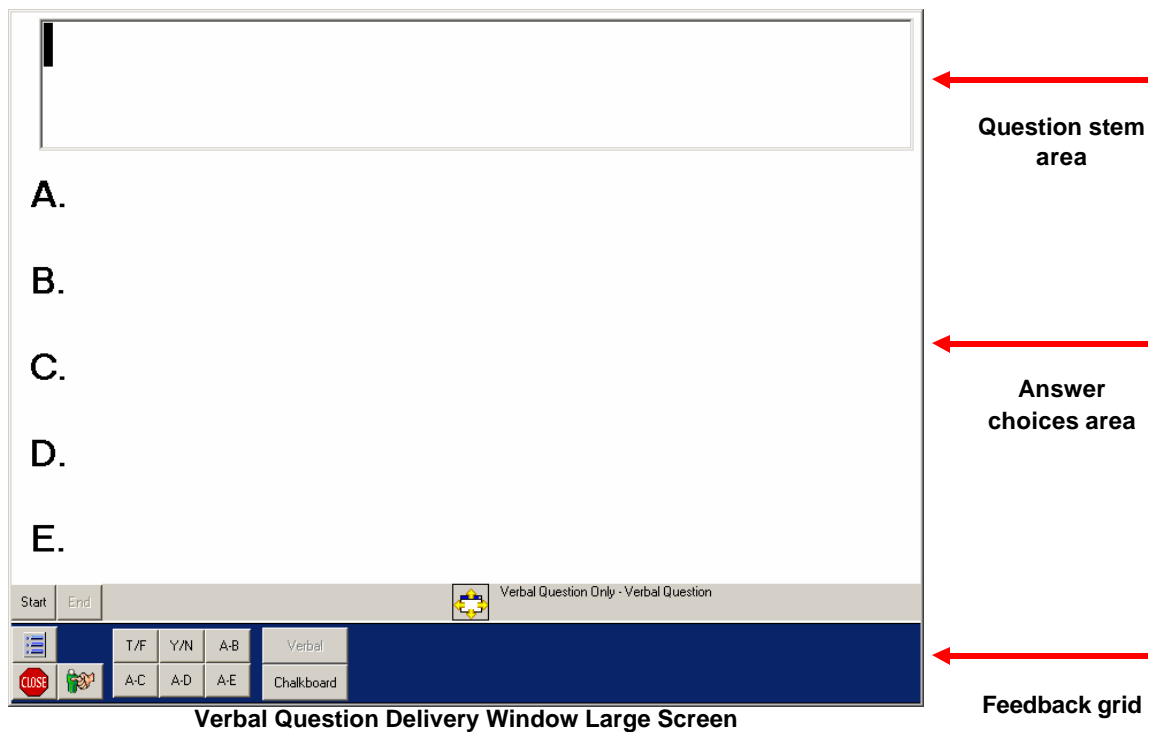 Question stem
area
A.
B.
C.
Answer
choices area
D.
E.
Start End Verbal Question Only - Verbal Question
T/F Y/N A-B Verbal
CLOSE A-C A-D A-E Chalkboard
Feedback grid
Verbal Question Delivery Window Large Screen